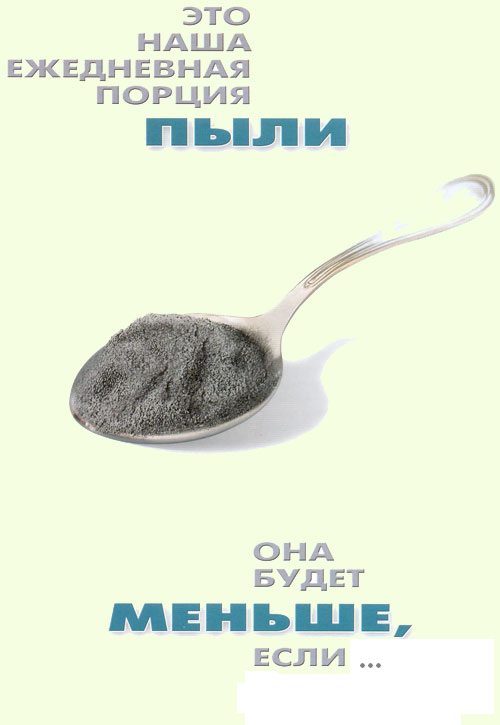 ЭТО
НАША
ЕЖЕДНЕВНАЯ
ПОРЦИЯ
ПЫЛИ
ОНА
БУДЕТ
МЕНЬШЕ,
ЕСЛИ ...